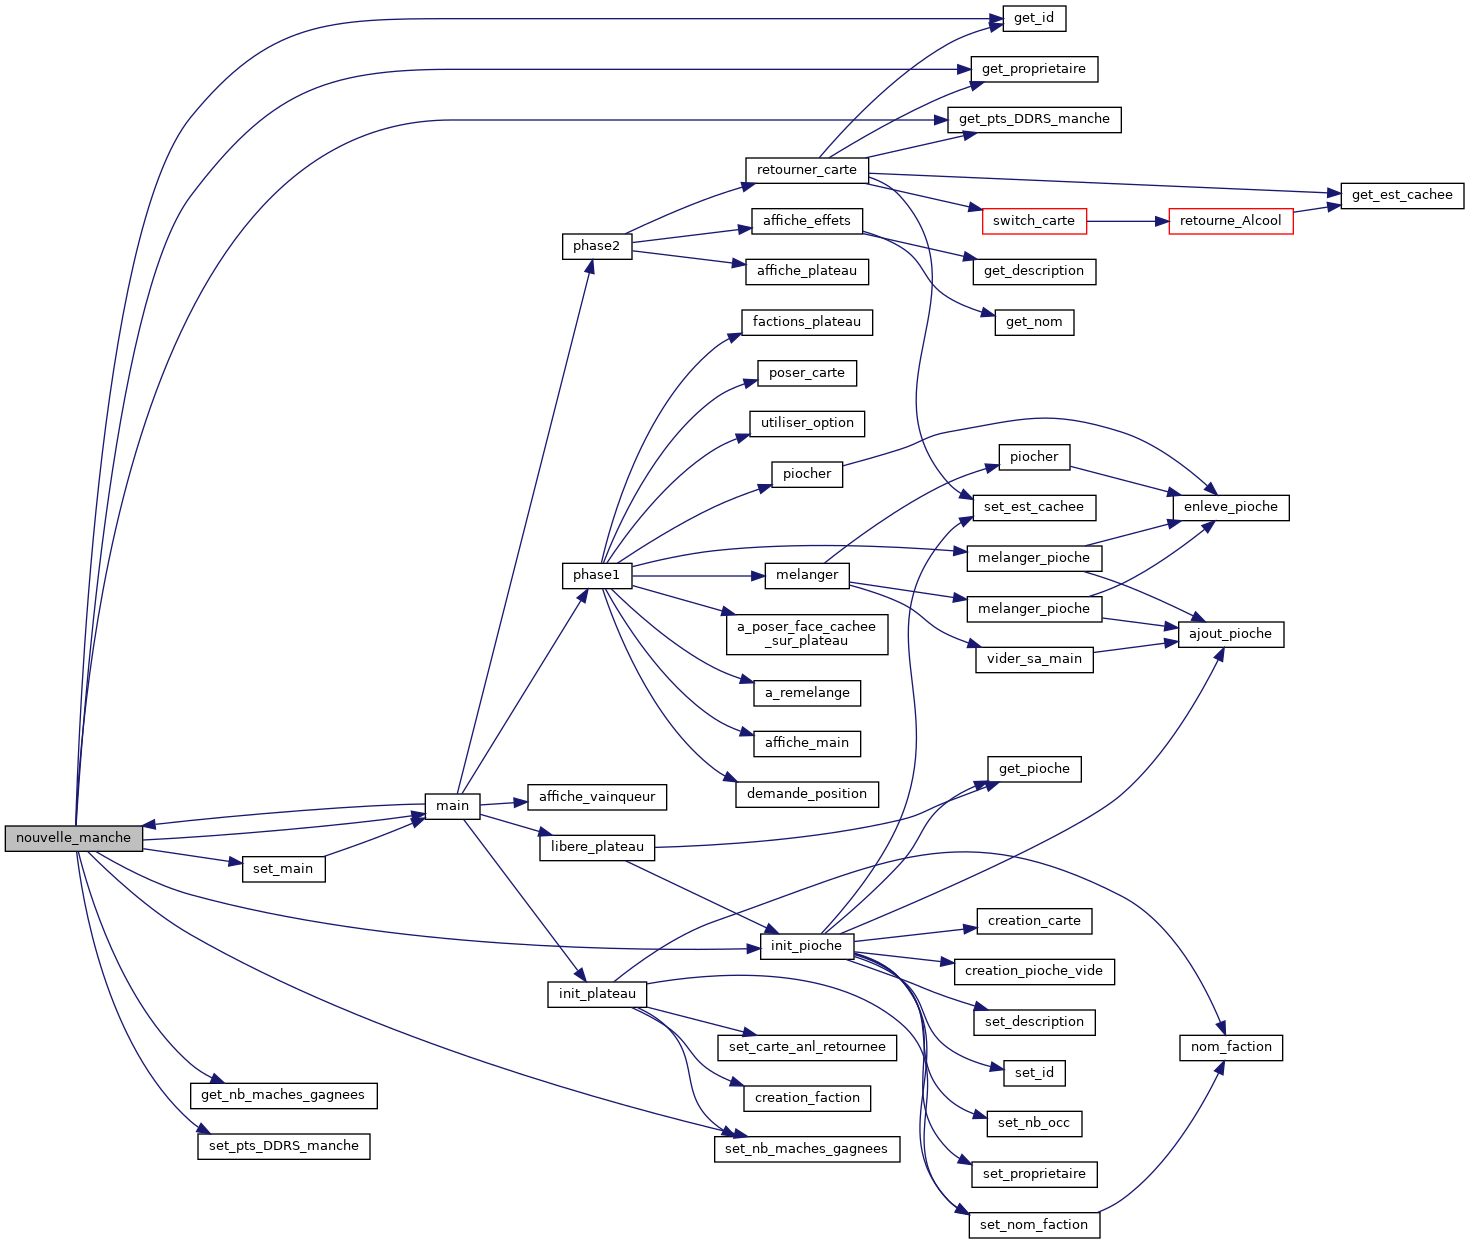 get_id
get_proprietaire
get_pts_DDRS_manche
retourner_carte
get_est_cachee
affiche_effets
switch_carte
retourne_Alcool
phase2
affiche_plateau
get_description
factions_plateau
get_nom
poser_carte
utiliser_option
piocher
piocher
set_est_cachee
enleve_pioche
melanger_pioche
phase1
melanger
melanger_pioche
a_poser_face_cachee
_sur_plateau
ajout_pioche
vider_sa_main
a_remelange
affiche_main
get_pioche
demande_position
affiche_vainqueur
main
nouvelle_manche
libere_plateau
set_main
creation_carte
init_pioche
creation_pioche_vide
init_plateau
set_description
set_carte_anl_retournee
nom_faction
set_id
get_nb_maches_gagnees
creation_faction
set_nb_occ
set_pts_DDRS_manche
set_nb_maches_gagnees
set_proprietaire
set_nom_faction